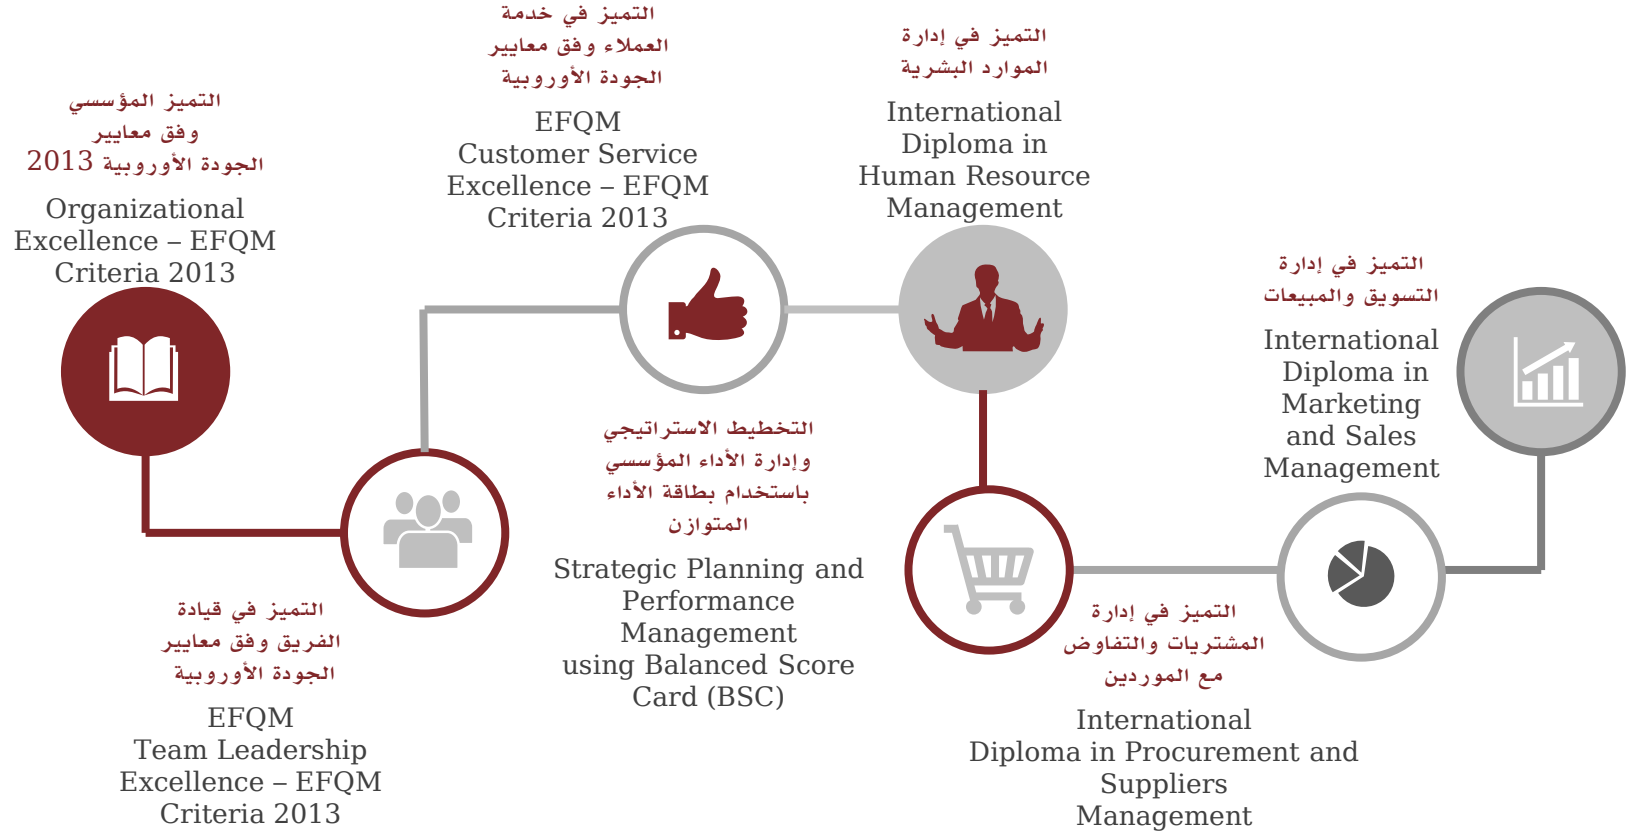 التميز المؤسسي
وفق معايير
الجودة الأوروبية 2013
Organizational
Excellence – EFQM
Criteria 2013
التميز في قيادة
الفريق وفق معايير
الجودة الأوروبية
EFQM
Team Leadership
Excellence – EFQM
Criteria 2013
التميز في خدمة
العملاء وفق معايير
الجودة الأوروبية
EFQM
Customer Service
Excellence – EFQM
Criteria 2013
التخطيط الاستراتيجي
وإدارة الأداء المؤسسي
باستخدام بطاقة الأداء
المتوازن
Strategic Planning and
Performance
Management
using Balanced Score
Card (BSC)
التميز في إدارة
الموارد البشرية
International
Diploma in
Human Resource
Management
التميز في إدارة
المشتريات والتفاوض
مع الموردين
International
Diploma in Procurement and
Suppliers
Management
التميز في إدارة
التسويق والمبيعات
International
Diploma in
Marketing
and Sales
Management